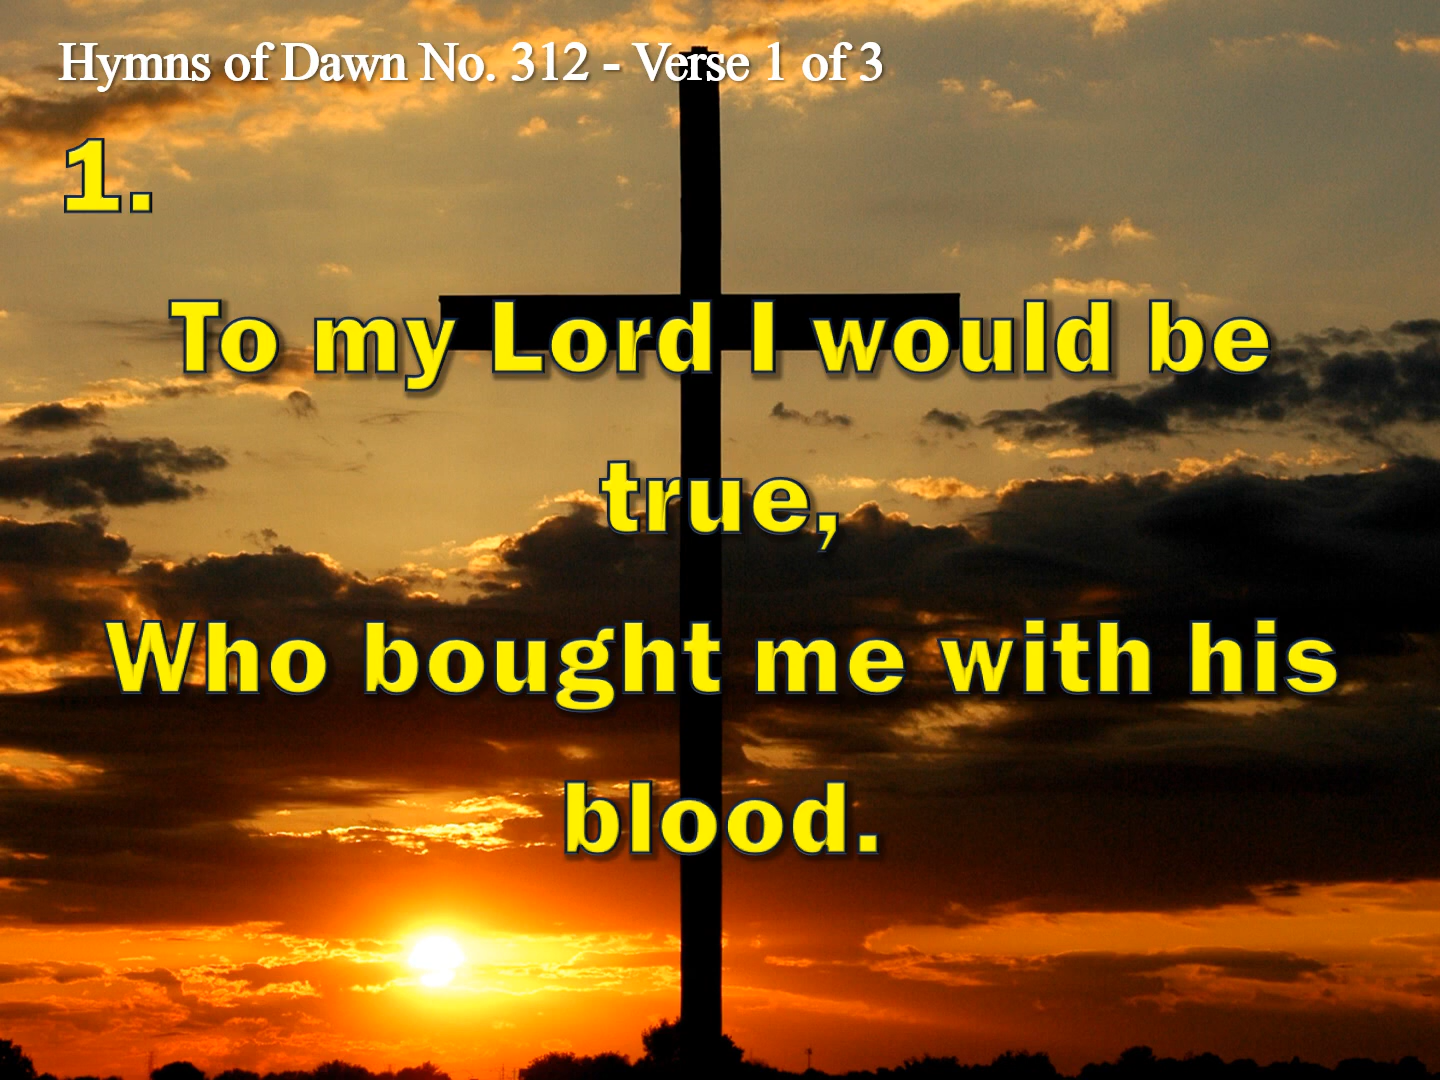 Hymns of Dawn No. 312 - Verse 1 of 3
1.
To my Lord I would be
true,
Who bought me with his
blood.